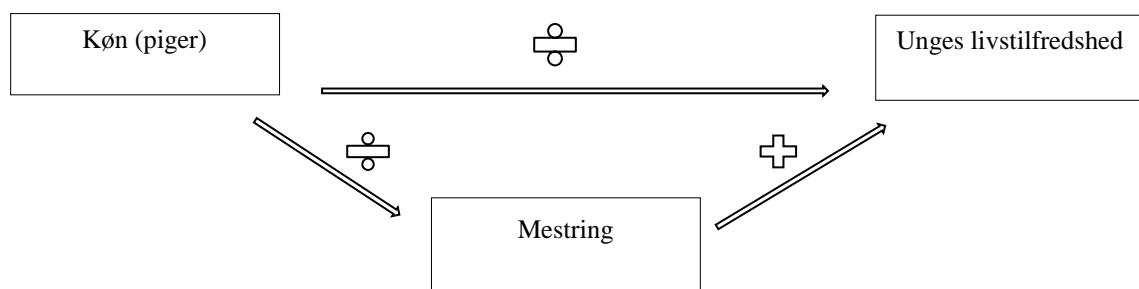 Køn (piger)
÷
Unges livstilfredshed
÷
+
Mestring